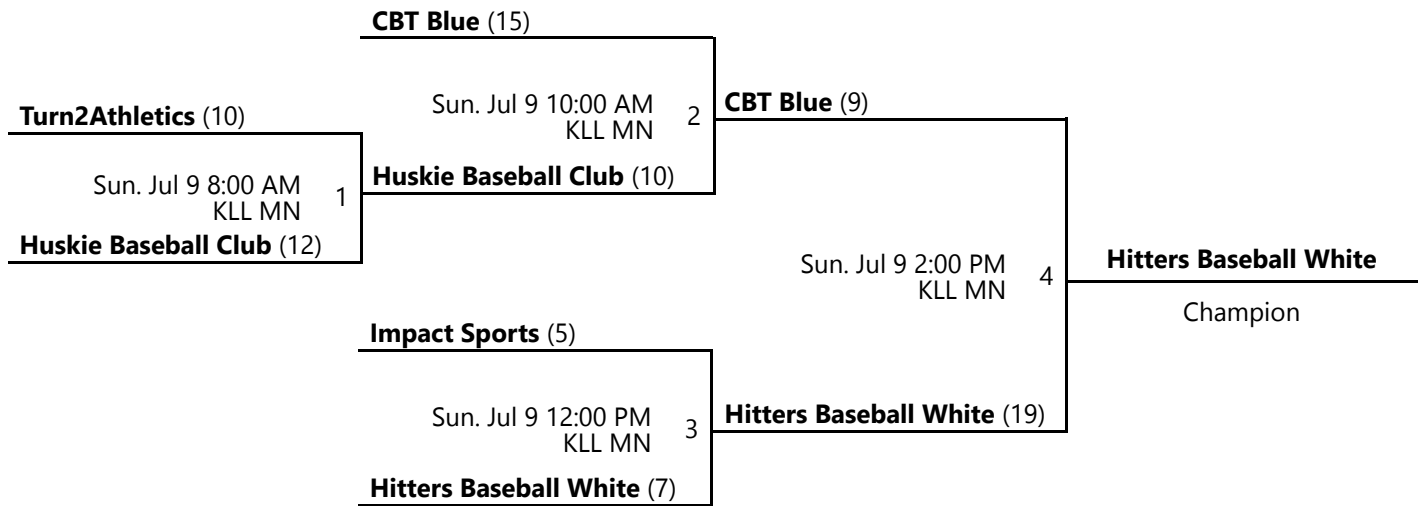 CBT Blue (15)
Turn2Athletics (10)
Sun. Jul 9 10:00 AM
KLL MN
2
CBT Blue (9)
Sun. Jul 9 8:00 AM
KLL MN
1
Huskie Baseball Club (10)
Huskie Baseball Club (12)
Sun. Jul 9 2:00 PM
KLL MN
4
Hitters Baseball White
Champion
Impact Sports (5)
Sun. Jul 9 12:00 PM
KLL MN
3
Hitters Baseball White (19)
Hitters Baseball White (7)